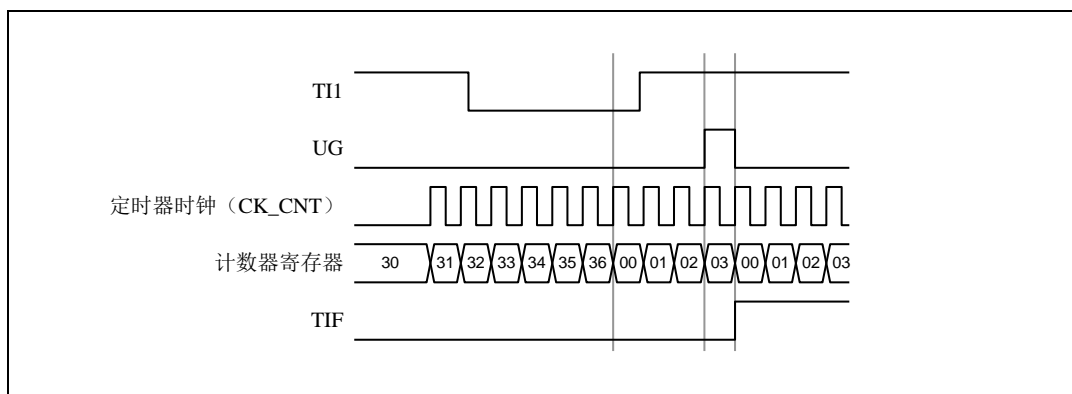 TI1
UG
定时器时钟（CK_CNT）
计数器寄存器 30 31 32 33 34 35 36 00 01 02 03 00 01 02 03
TIF